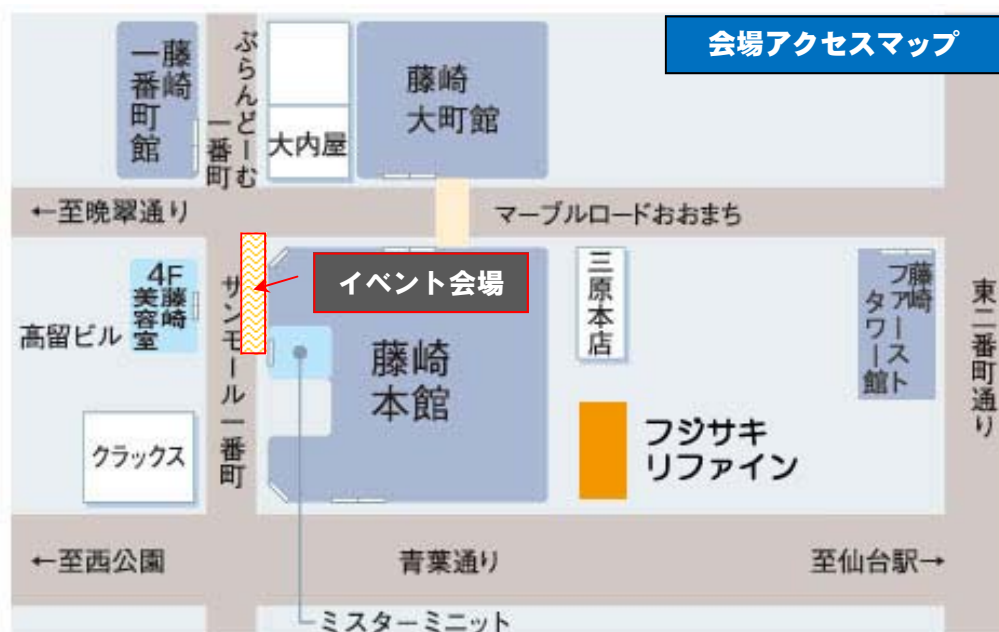 会場アクセスマップ
藤崎
一番町館
ぶらんどーむ
一番町
大内屋
藤崎
大町館
←至晩翠通り
マーブルロードおおまち
4F
藤崎
美容室
髙留ビル
サンモール一番町
イベント会場
藤崎
本館
三原本店
藤崎
ファースト
タワー館
東二番町通り
クラックス
フジサキ
リファイン
←至西公園
青葉通り
至仙台駅→
ミスターミニット